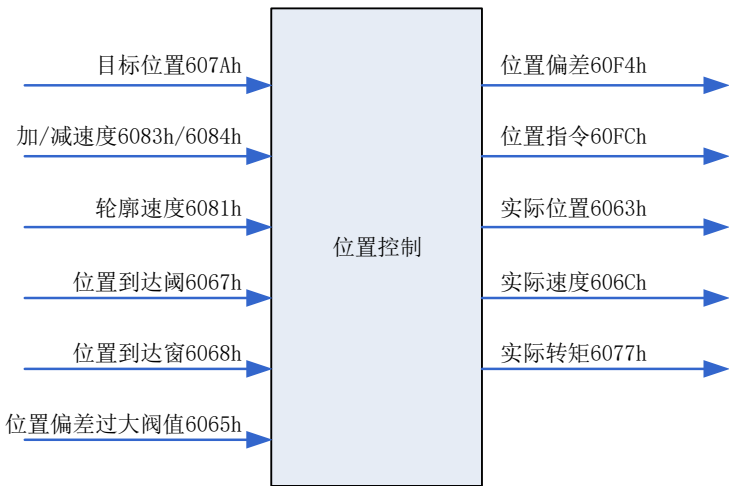 目标位置607Ah
加/减速度6083h/6084h
轮廓速度6081h
位置到达阈6067h
位置到达窗6068h
位置偏差过大阀值6065h
位置控制
位置偏差60F4h
位置指令60FCh
实际位置6063h
实际速度606Ch
实际转矩6077h